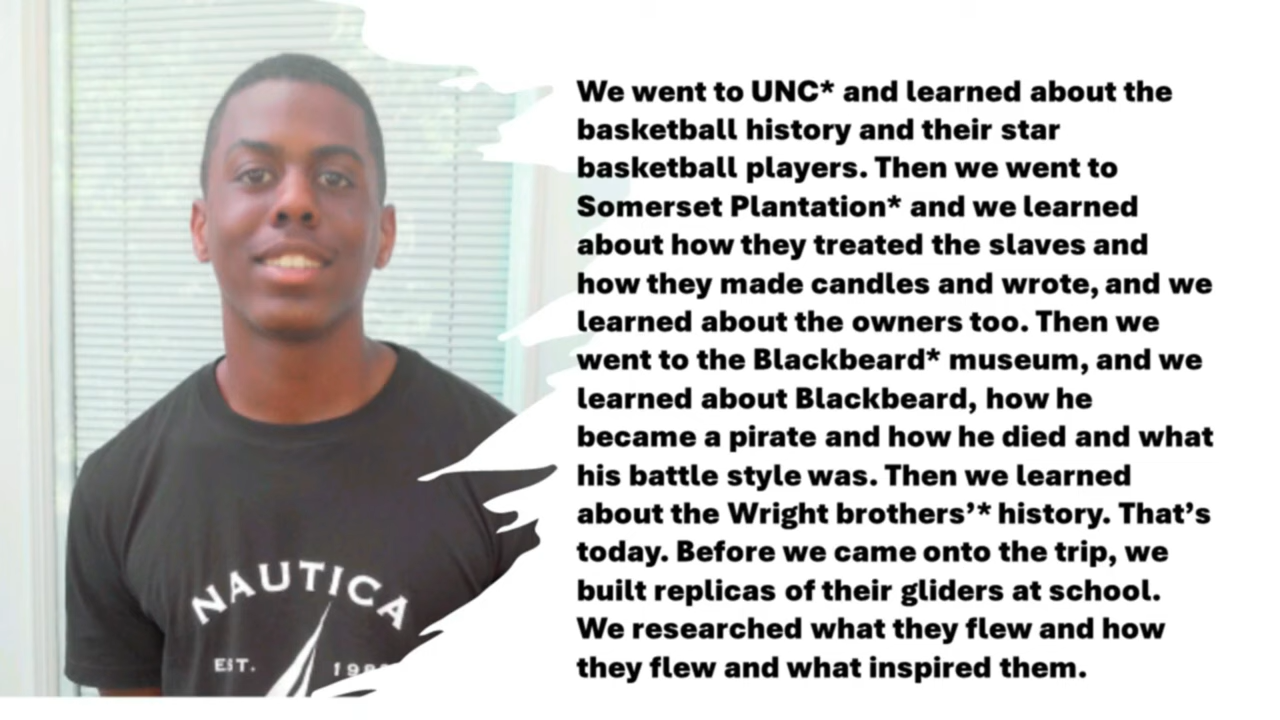 We went to UNC* and learned about the
basketball history and their star
basketball players. Then we went to
Somerset Plantation* and we learned
about how they treated the slaves and
how they made candles and wrote, and we
learned about the owners too. Then we
went to the Blackbeard* museum, and we
learned about Blackbeard, how he
became a pirate and how he died and what
his battle style was. Then we learned
about the Wright brothers’* history. That’s
today. Before we came onto the trip, we
built replicas of their gliders at school.
We researched what they flew and how
they flew and what inspired them.
NAUTICA
EST.